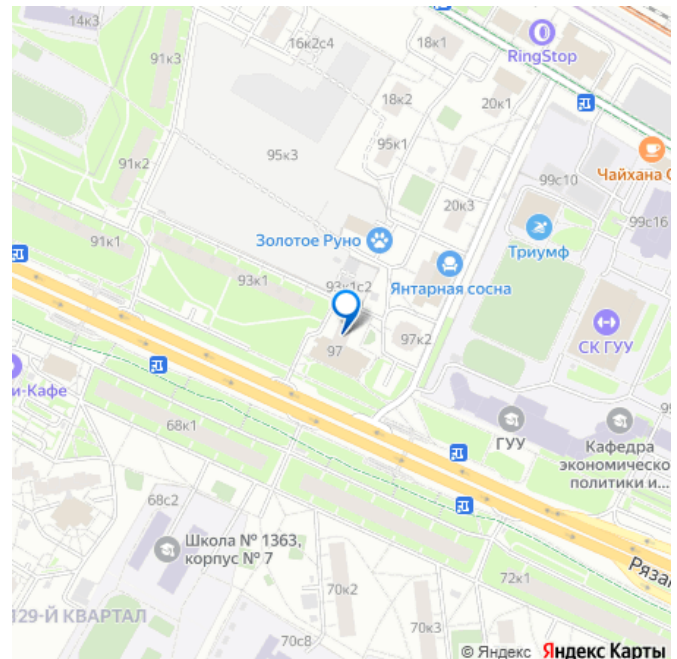 14к3
16к2с4
18к1
RingStop
91к3
18к2
20к1
95к1
95к3
Чайхана С
91к2
99с10
20к3
99с16
Золотое Руно
Триумф
91к1
93к1
93к1с2
Янтарная сосна
97
97к2
СК ГУУ
и-Кафе
99
68к1
ГУУ
Кафедра
экономическо
политики и...
68с2
Школа № 1363,
корпус № 7
70к2
72к1
Ряза
129-Й КВАРТАЛ
70к3
70с8
© Яндекс Яндекс Карты